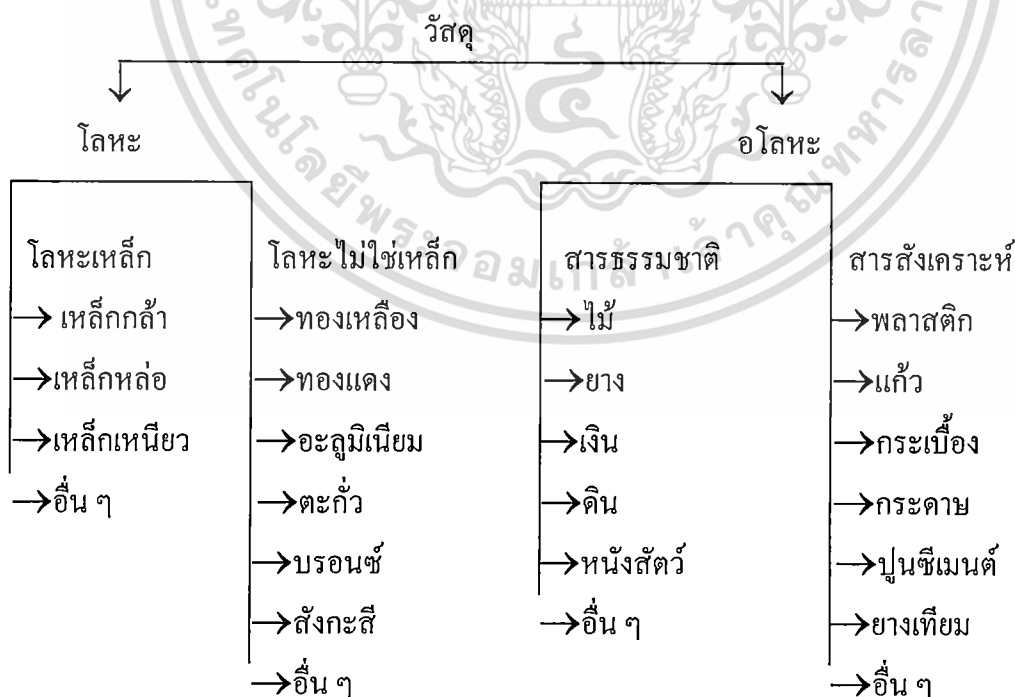 วัสดุ
โลหะ
อโลหะ
โลหะเหล็ก
เหล็กกล้า
เหล็กหล่อ
เหล็กเหนียว
อื่น ๆ
โลหะไม่ใช่เหล็ก
ทองเหลือง
ทองแดง
อะลูมิเนียม
ตะกั่ว
บรอนซ์
สังกะสี
อื่น ๆ
สารธรรมชาติ
ไม้
ยาง
เงิน
ดิน
หนังสัตว์
อื่น ๆ
สารสังเคราะห์
พลาสติก
แก้ว
กระเบื้อง
กระดาษ
ปูนซีเมนต์
ยางเทียม
อื่น ๆ